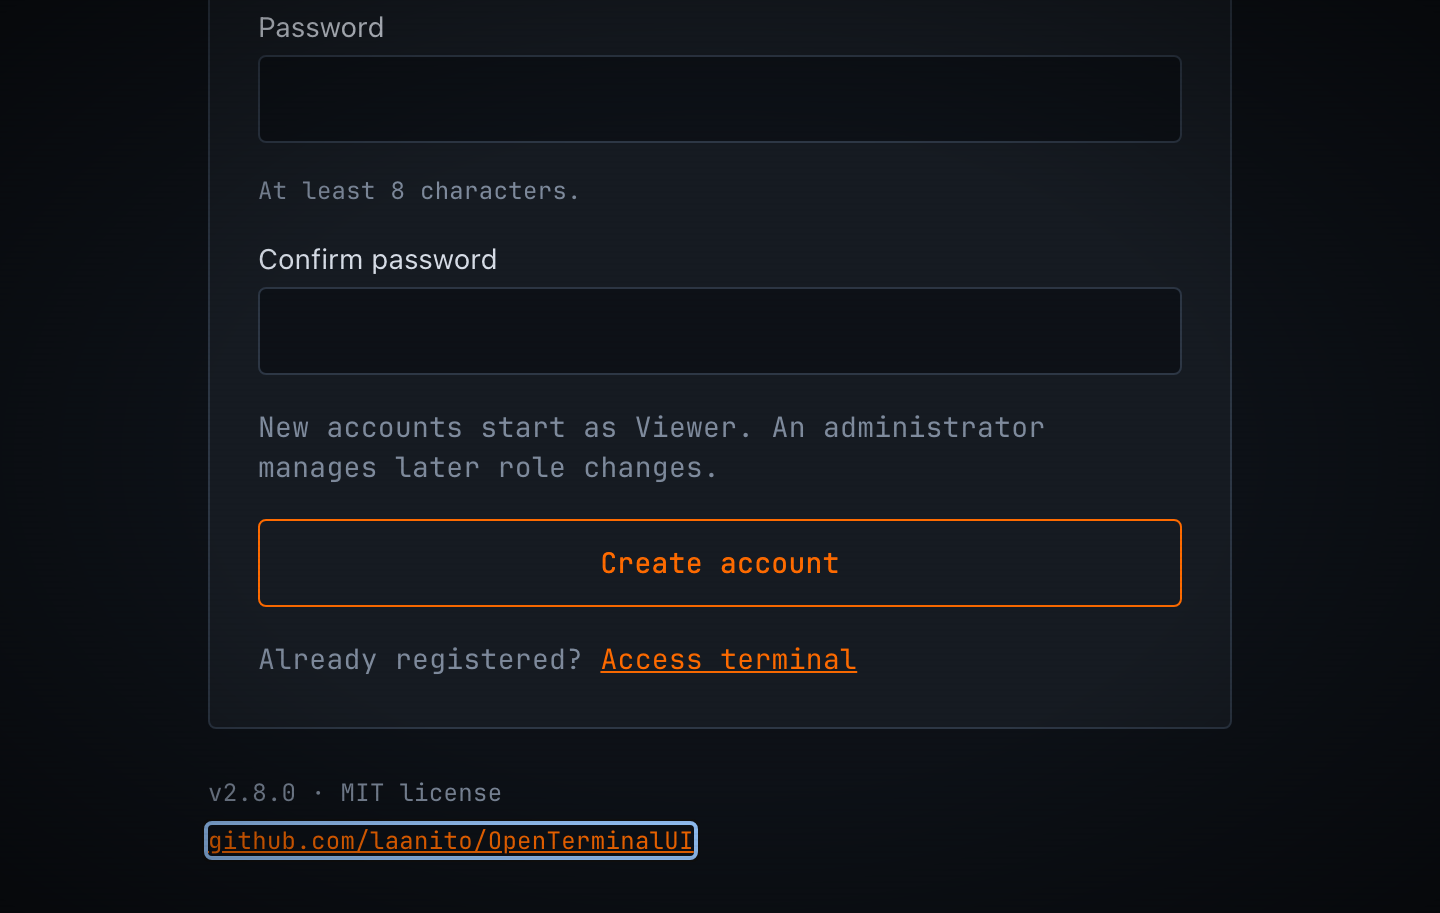 Password
At least 8 characters.
Confirm password
New accounts start as Viewer. An administrator
manages later role changes.
Create account
Already registered? Access terminal
v2.8.0 · MIT license
github.com/laanito/OpenTerminalUI